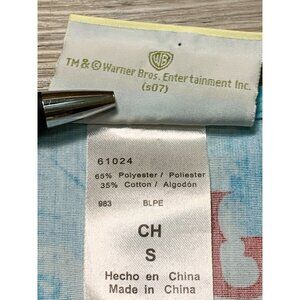 WB
TM & © Warner Bros. Entertainment Inc.
(s07)
61024
65% Polyester / Poliester
35% Cotton / Algodón
983 BLPE
CH
S
Hecho en China
Made in China